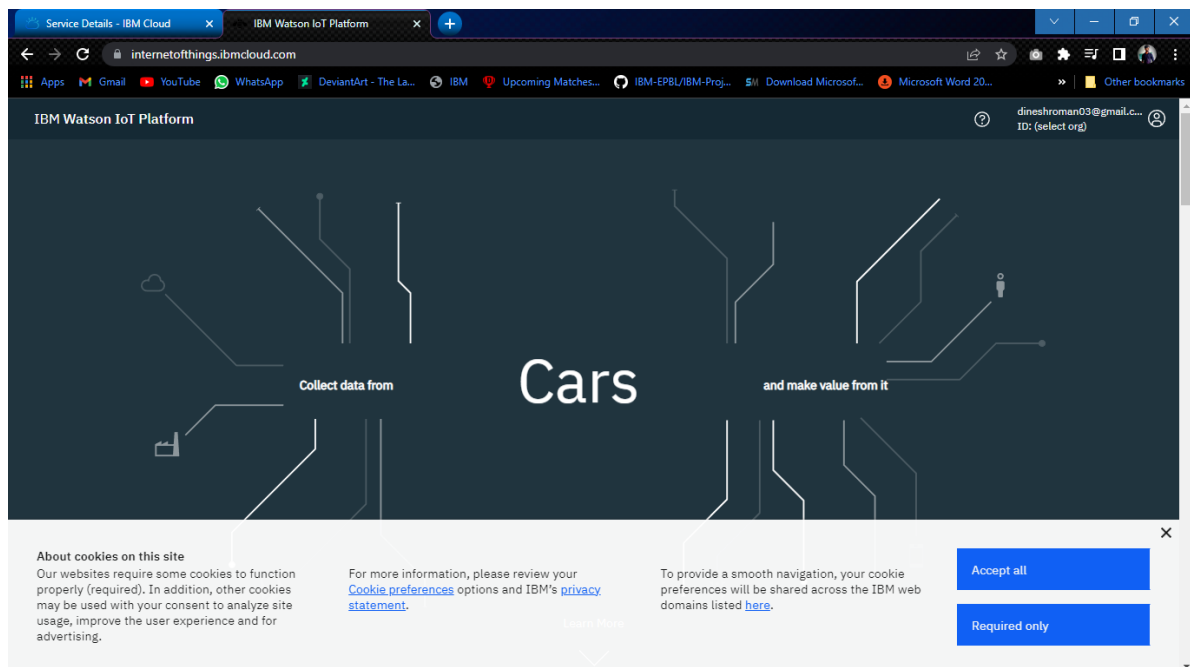 Service Details - IBM Cloud
IBM Watson IoT Platform
internetofthings.ibmcloud.com
Apps Gmail YouTube WhatsApp DeviantArt - The La... IBM Upcoming Matches... IBM-EPBL/IBM-Proj... Download Microsof... Microsoft Word 20... » Other bookmarks
IBM Watson IoT Platform
dineshroman03@gmail.c...
ID: (select org)
Collect data from Cars and make value from it
About cookies on this site
Our websites require some cookies to function
properly (required). In addition, other cookies
may be used with your consent to analyze site
usage, improve the user experience and for
advertising.
For more information, please review your
Cookie preferences options and IBM's privacy
statement.
To provide a smooth navigation, your cookie
preferences will be shared across the IBM web
domains listed here.
Learn More
Accept all
Required only